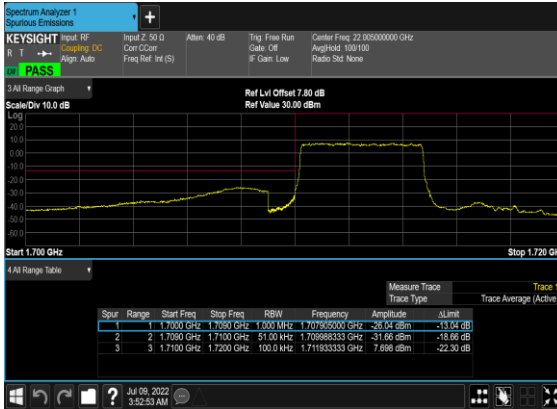 Spectrum Analyzer 1
Spurious Emissions
+
KEYSIGHT
R T
Input: RF
Coupling: DC
Align: Auto
Input Z: 50 Ω
Corr CCorr
Freq Ref: Int (S)
Atten: 40 dB
Trig: Free Run
Gate: Off
IF Gain: Low
Center Freq: 22.005000000 GHz
Avg|Hold: 100/100
Radio Std: None
PASS
3 All Range Graph
Scale/Div 10.0 dB
Ref Lvl Offset 7.80 dB
Ref Value 30.00 dBm
Log
20.0
10.0
0.00
-10.0
-20.0
-30.0
-40.0
-50.0
-60.0
Start 1.700 GHz
Stop 1.720 GH
4 All Range Table
Measure Trace Trace 1
Trace Type Trace Average (Active
Spur Range Start Freq Stop Freq RBW Frequency Amplitude ΔLimit
1 1 1.7000 GHz 1.7090 GHz 1.000 MHz 1.707905000 GHz -26.04 dBm -13.04 dB
2 2 1.7090 GHz 1.7100 GHz 51.00 kHz 1.709988333 GHz -31.66 dBm -18.66 dB
3 3 1.7100 GHz 1.7200 GHz 100.0 kHz 1.711933333 GHz 7.698 dBm -22.30 dB
?
Jul 09, 2022
3:52:53 AM